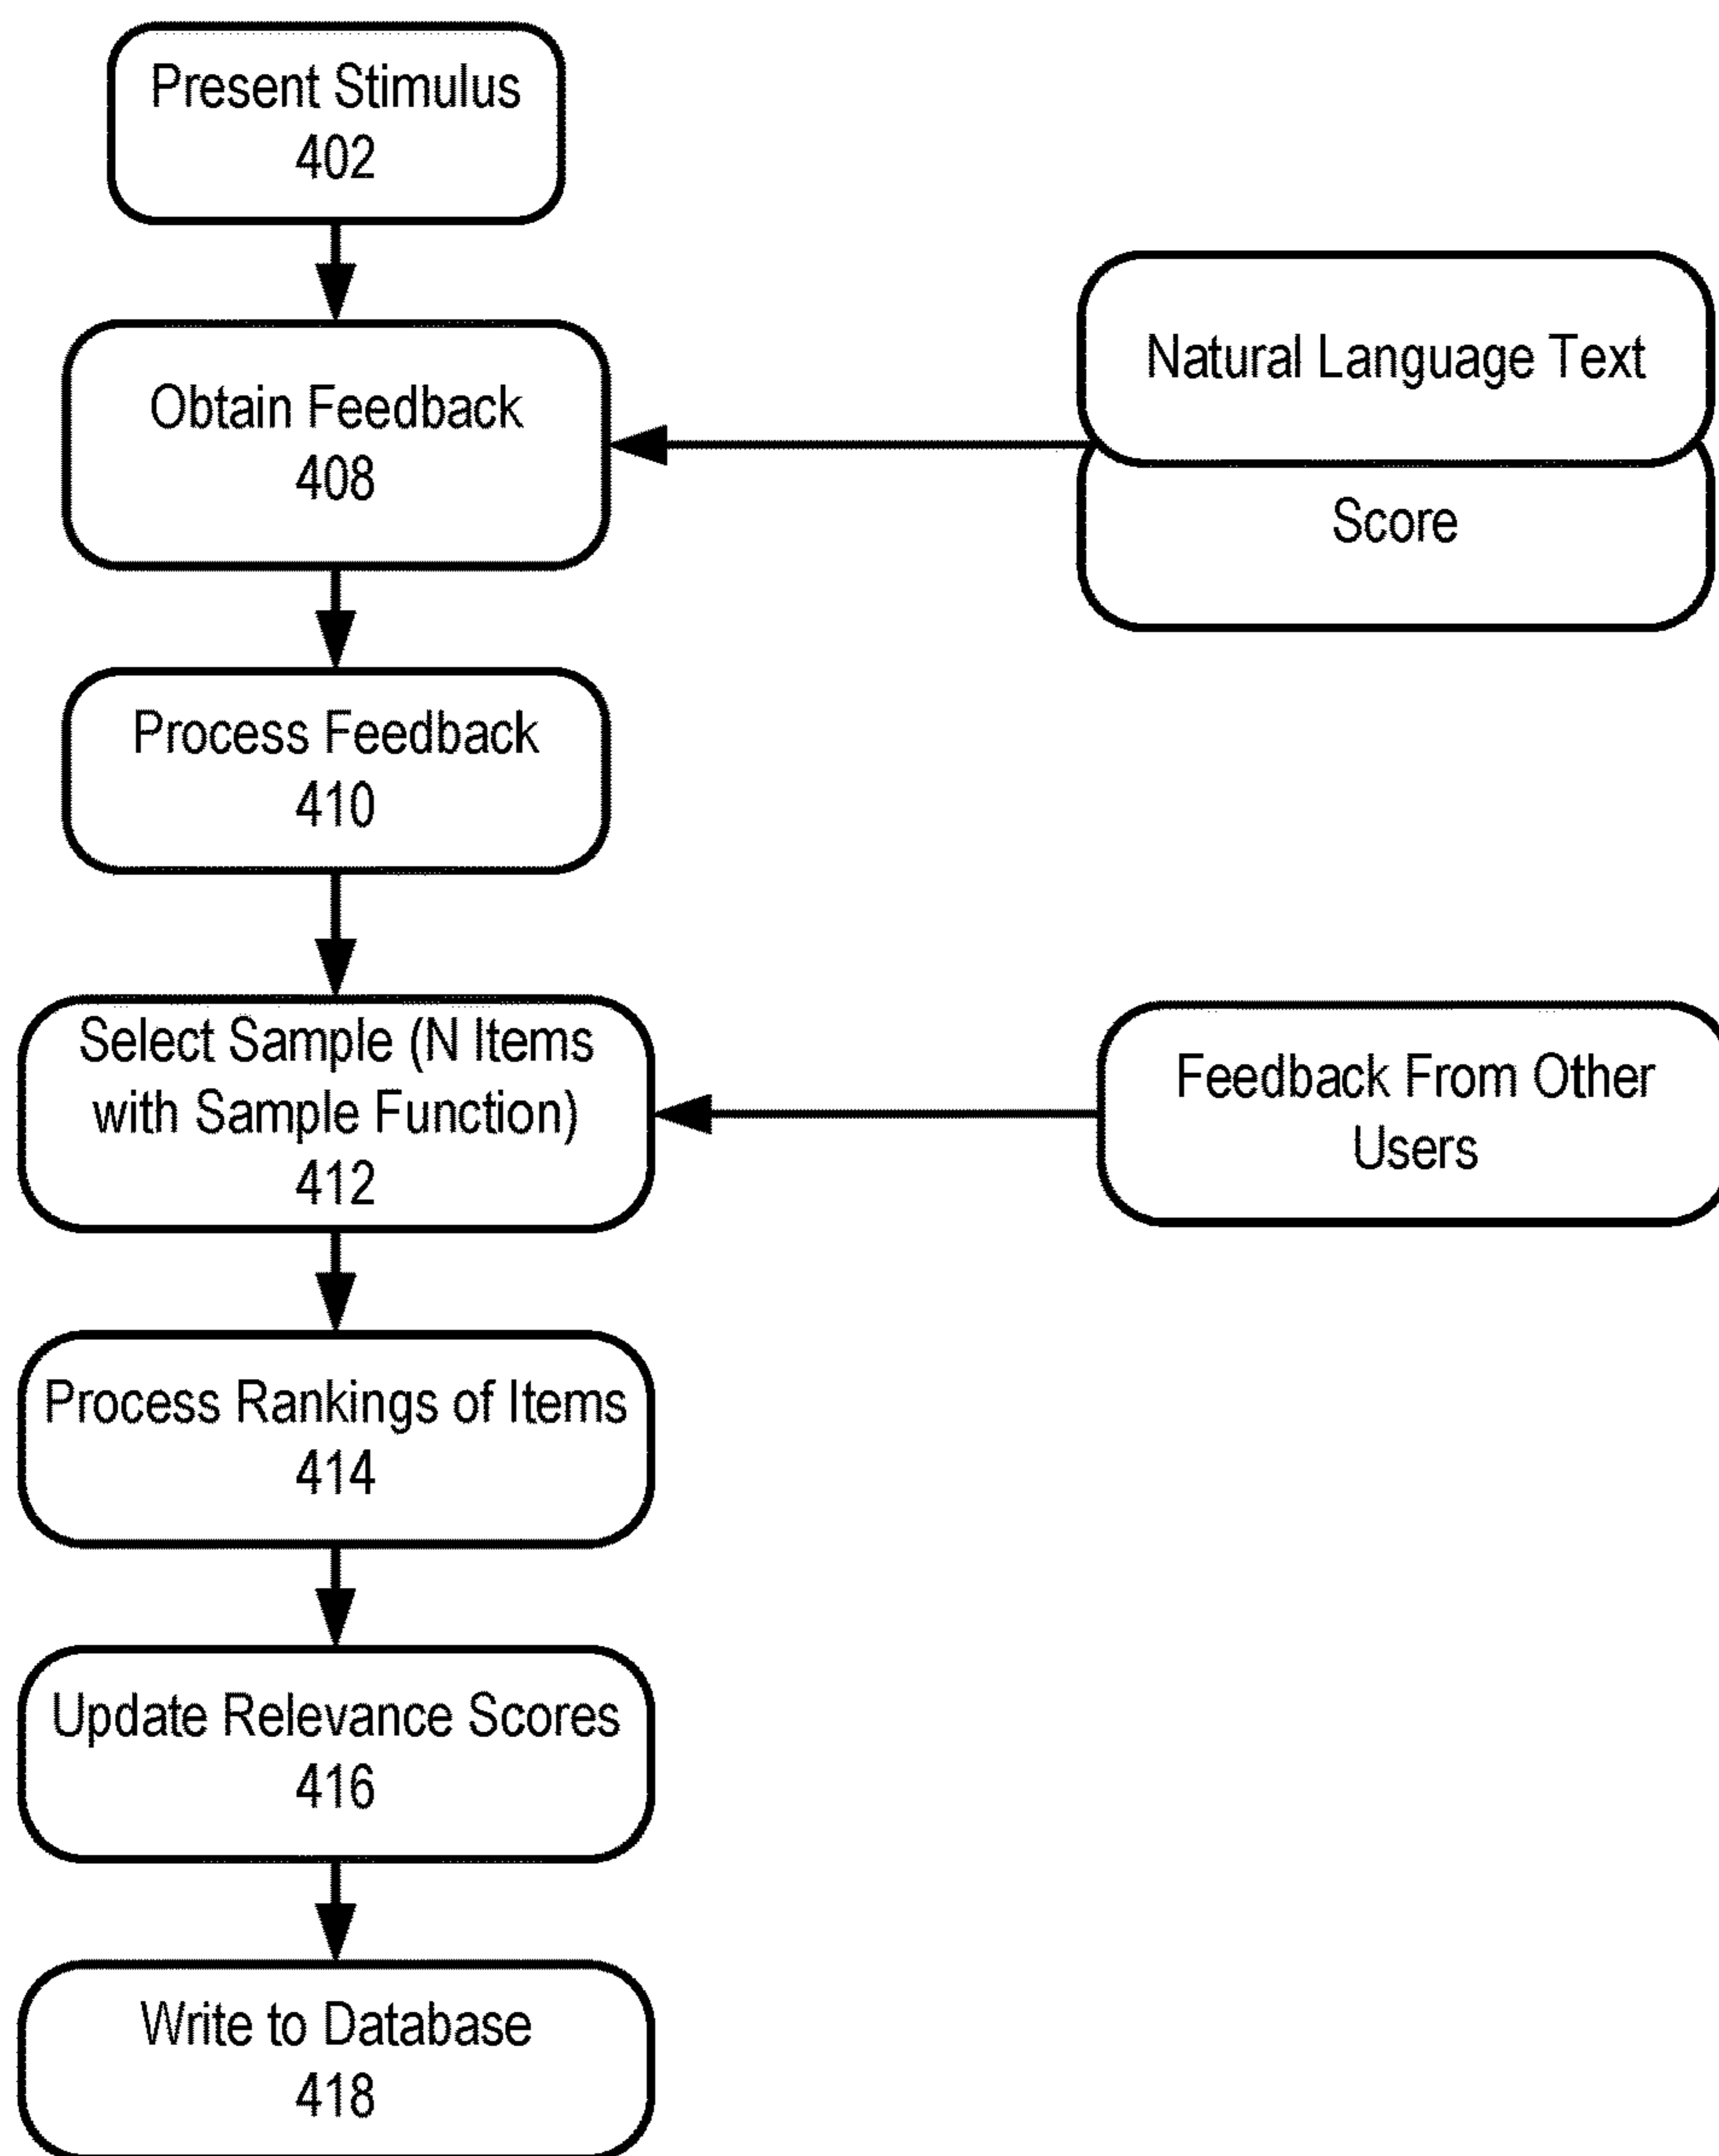 Present Stimulus
402
Obtain Feedback
408
Natural Language Text
Score
Process Feedback
410
Select Sample (N Items
with Sample Function)
412
Feedback From Other
Users
Process Rankings of Items
414
Update Relevance Scores
416
Write to Database
418